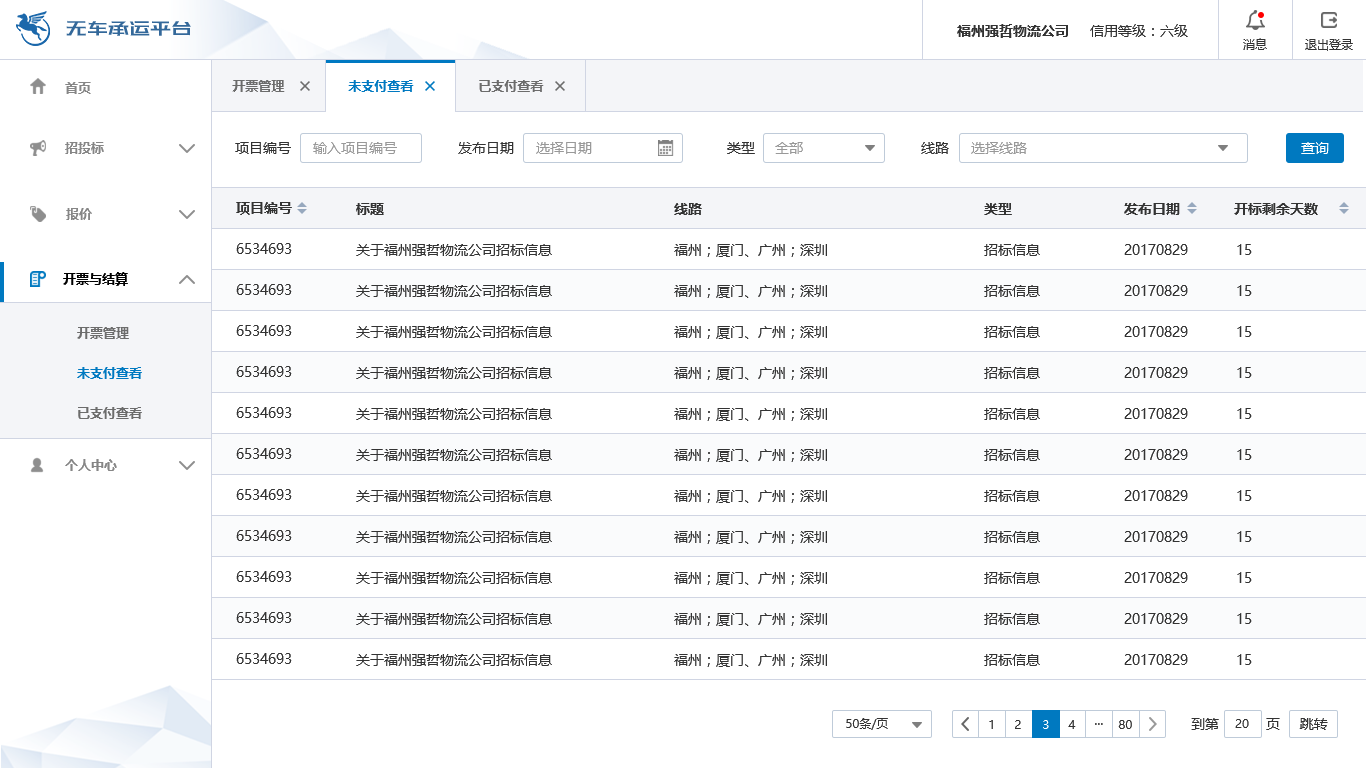 无车承运平台
福州强哲物流公司 信用等级：六级
消息
退出登录
首页
招投标
报价
开票与结算
开票管理
未支付查看
已支付查看
个人中心
开票管理 未支付查看 已支付查看
项目编号 输入项目编号 发布日期 选择日期 类型 全部 线路 选择线路 查询
项目编号 标题 线路 类型 发布日期 开标剩余天数
6534693 关于福州强哲物流公司招标信息 福州；厦门、广州；深圳 招标信息 20170829 15
6534693 关于福州强哲物流公司招标信息 福州；厦门、广州；深圳 招标信息 20170829 15
6534693 关于福州强哲物流公司招标信息 福州；厦门、广州；深圳 招标信息 20170829 15
6534693 关于福州强哲物流公司招标信息 福州；厦门、广州；深圳 招标信息 20170829 15
6534693 关于福州强哲物流公司招标信息 福州；厦门、广州；深圳 招标信息 20170829 15
6534693 关于福州强哲物流公司招标信息 福州；厦门、广州；深圳 招标信息 20170829 15
6534693 关于福州强哲物流公司招标信息 福州；厦门、广州；深圳 招标信息 20170829 15
6534693 关于福州强哲物流公司招标信息 福州；厦门、广州；深圳 招标信息 20170829 15
6534693 关于福州强哲物流公司招标信息 福州；厦门、广州；深圳 招标信息 20170829 15
6534693 关于福州强哲物流公司招标信息 福州；厦门、广州；深圳 招标信息 20170829 15
6534693 关于福州强哲物流公司招标信息 福州；厦门、广州；深圳 招标信息 20170829 15
50条/页 1 2 3 4 ··· 80 到第 20 页 跳转